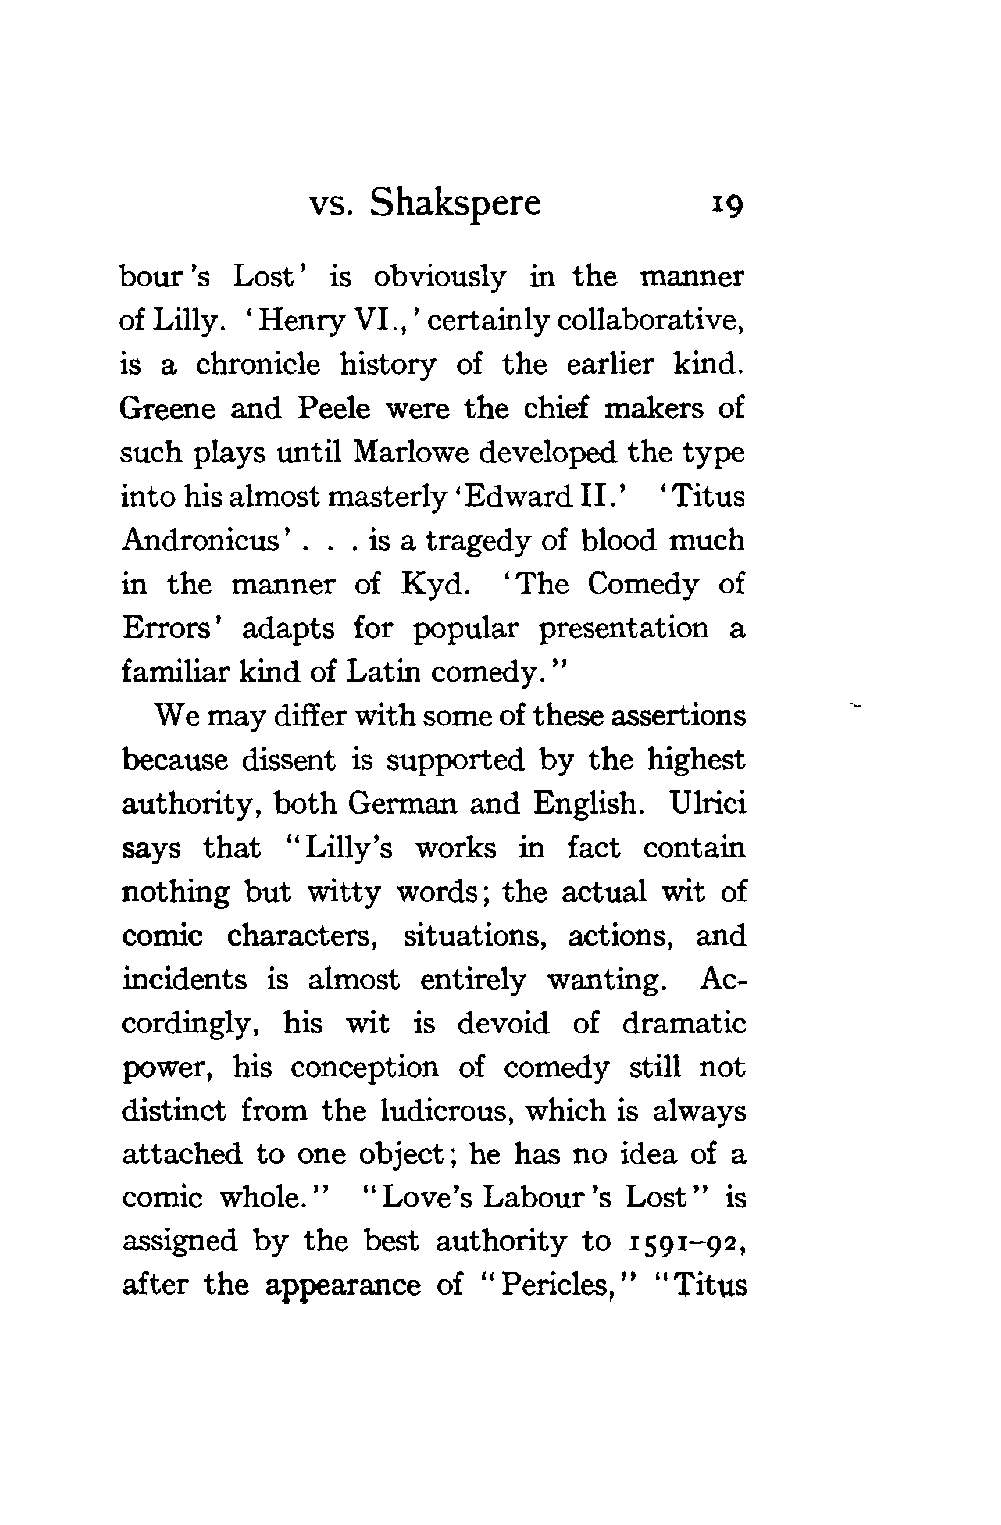 vs. Shakspere 19
bour 's Lost' is obviously in the manner
of Lilly. 'Henry VI.,' certainly collaborative,
is a chronicle history of the earlier kind.
Greene and Peele were the chief makers of
such plays until Marlowe developed the type
into his almost masterly 'Edward II.' 'Titus
Andronicus' . . . is a tragedy of blood much
in the manner of Kyd. 'The Comedy of
Errors' adapts for popular presentation a
familiar kind of Latin comedy."
We may differ with some of these assertions
because dissent is supported by the highest
authority, both German and English. Ulrici
says that "Lilly's works in fact contain
nothing but witty words; the actual wit of
comic characters, situations, actions, and
incidents is almost entirely wanting. Ac-
cordingly, his wit is devoid of dramatic
power, his conception of comedy still not
distinct from the ludicrous, which is always
attached to one object; he has no idea of a
comic whole." "Love's Labour 's Lost" is
assigned by the best authority to 1591–92,
after the appearance of "Pericles," "Titus